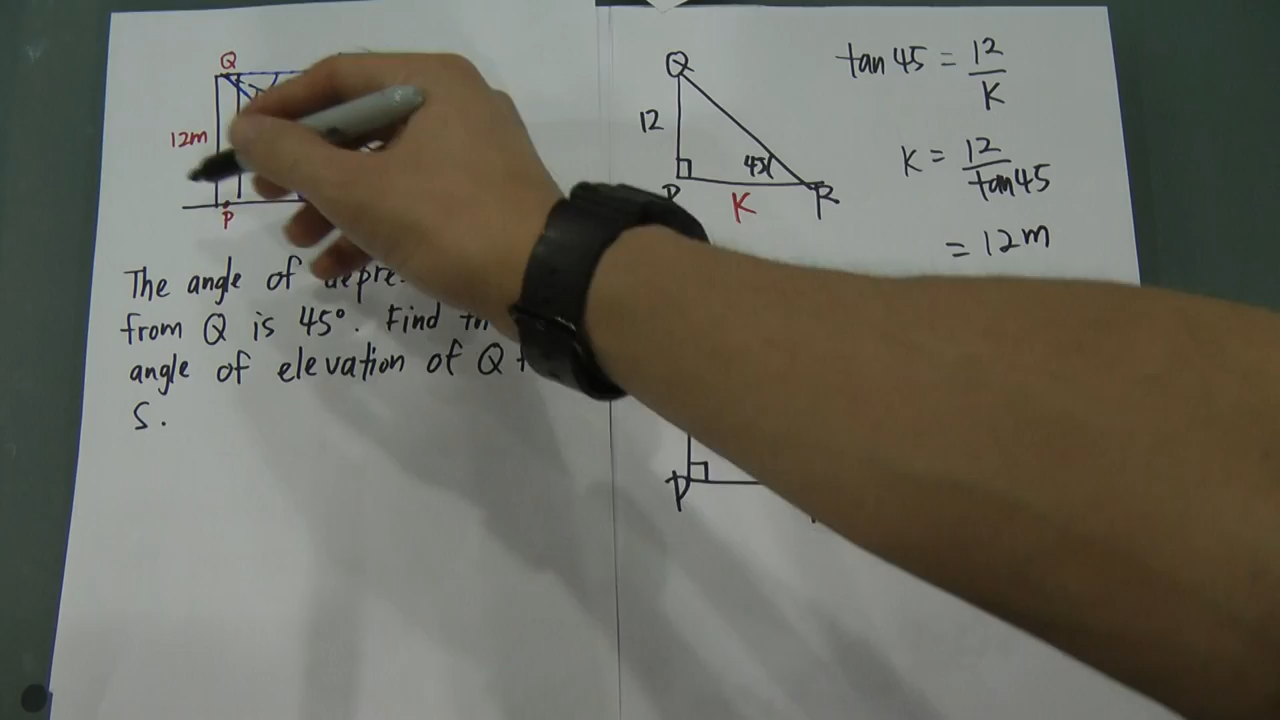 Q
12m
P
The angle of depre
from Q is 45°. Find
angle of elevation of Q
S.
Q
12
45
K
R
P
tan 45 = 12/K
K = 12/tan45
= 12m